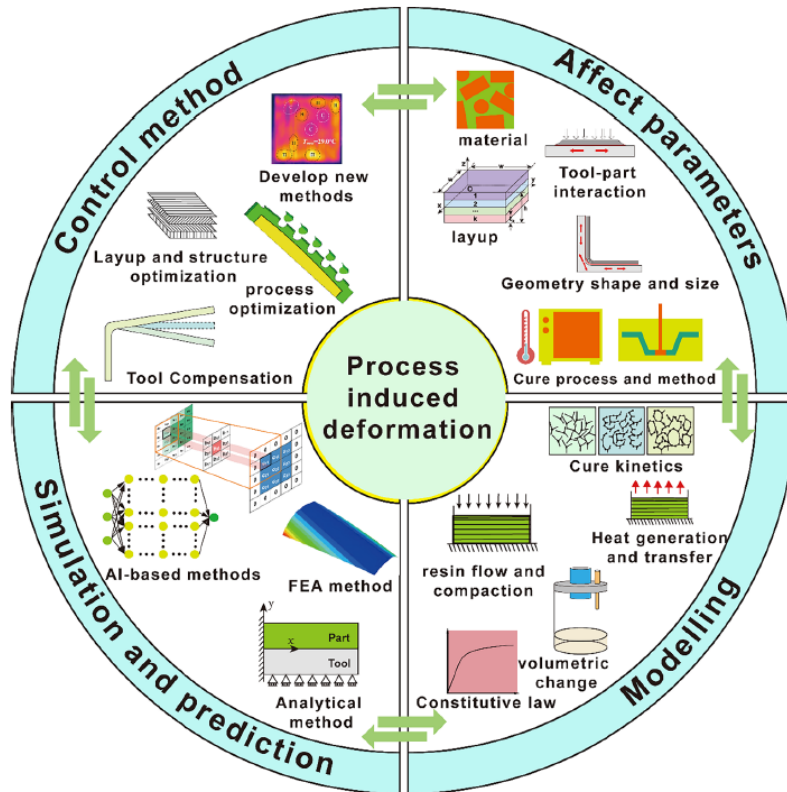 Control method
Develop new
methods
Layup and structure
optimization
process
optimization
Tool Compensation
Affect parameters
material
Tool-part
interaction
layup
Geometry shape and size
Cure process and method
Process
induced
deformation
Simulation and prediction
AI-based methods
FEA method
y
x
Part
Tool
Analytical
method
Modelling
Cure kinetics
Heat generation
and transfer
resin flow and
compaction
volumetric
change
Constitutive law